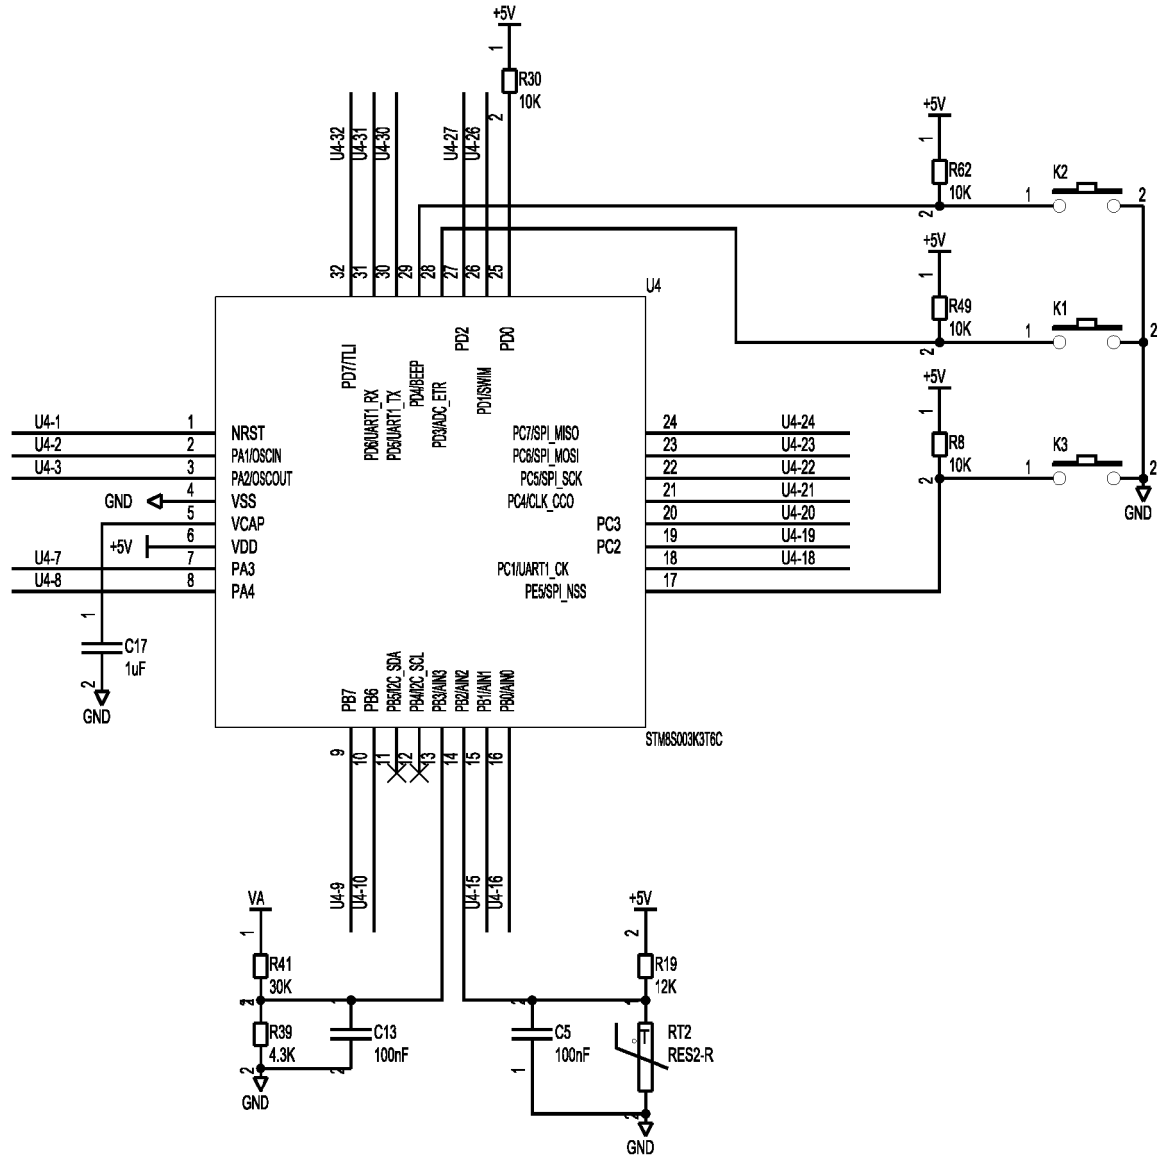 +5V
1
R30
10K
2
U4-32
U4-31
U4-30
U4-27
U4-26
+5V
1
R62
10K
2
K2
1
2
+5V
1
R49
10K
2
K1
1
2
+5V
1
R8
10K
2
K3
1
2
GND
32
31
30
29
28
27
26
25
U4
PD7/TLI
PD6/UART1_RX
PD5/UART1_TX
PD4/BEEP
PD3/ADC_ETR
PD2
PD1/SWIM
PD0
U4-1 1 NRST
U4-2 2 PA1/OSCIN
U4-3 3 PA2/OSCOUT
GND 4 VSS
5 VCAP
+5V 6 VDD
U4-7 7 PA3
U4-8 8 PA4
PC7/SPI_MISO 24 U4-24
PC6/SPI_MOSI 23 U4-23
PC5/SPI_SCK 22 U4-22
PC4/CLK_CCO 21 U4-21
PC3 20 U4-20
PC2 19 U4-19
PC1/UART1_CK 18 U4-18
PE5/SPI_NSS 17
1
C17
1uF
2
GND
PB7
PB6
PB5/I2C_SDA
PB4/I2C_SCL
PB3/AIN3
PB2/AIN2
PB1/AIN1
PB0/AIN0
STM8S003K3T6C
9
10
11
12
13
14
15
16
U4-9
U4-10
U4-15
U4-16
VA
1
R41
30K
2
R39
4.3K
2
GND
1
C13
100nF
2
+5V
2
R19
12K
1
2
C5
100nF
1
T
RT2
RES2-R
2
GND